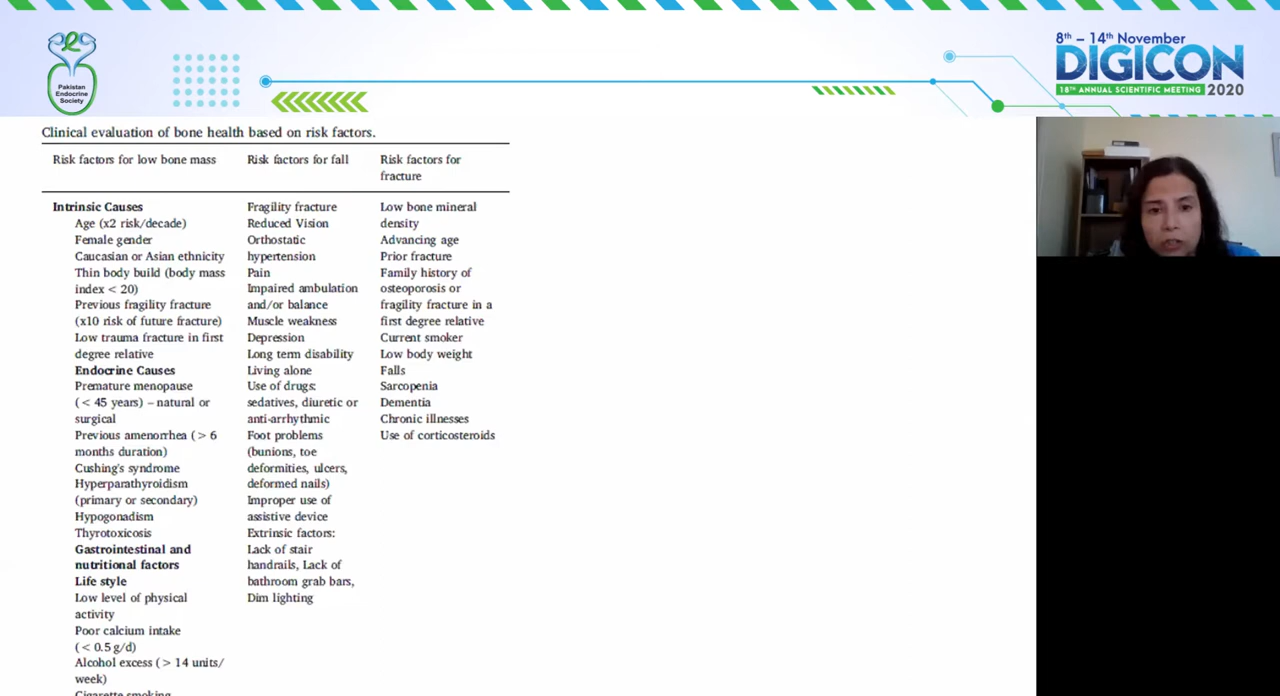 Pakistan
Endocrine
Society
8th – 14th November
DIGICON
18TH ANNUAL SCIENTIFIC MEETING 2020
Clinical evaluation of bone health based on risk factors.
Risk factors for low bone mass
Intrinsic Causes
Age (x2 risk/decade)
Female gender
Caucasian or Asian ethnicity
Thin body build (body mass
index < 20)
Previous fragility fracture
(x10 risk of future fracture)
Low trauma fracture in first
degree relative
Endocrine Causes
Premature menopause
(< 45 years) – natural or
surgical
Previous amenorrhea (> 6
months duration)
Cushing's syndrome
Hyperparathyroidism
(primary or secondary)
Hypogonadism
Thyrotoxicosis
Gastrointestinal and
nutritional factors
Life style
Low level of physical
activity
Poor calcium intake
(< 0.5 g/d)
Alcohol excess (> 14 units/
week)
Cigarette smoking
Risk factors for fall
Fragility fracture
Reduced Vision
Orthostatic
hypertension
Pain
Impaired ambulation
and/or balance
Muscle weakness
Depression
Long term disability
Living alone
Use of drugs:
sedatives, diuretic or
anti-arrhythmic
Foot problems
(bunions, toe
deformities, ulcers,
deformed nails)
Improper use of
assistive device
Extrinsic factors:
Lack of stair
handrails, Lack of
bathroom grab bars,
Dim lighting
Risk factors for
fracture
Low bone mineral
density
Advancing age
Prior fracture
Family history of
osteoporosis or
fragility fracture in a
first degree relative
Current smoker
Low body weight
Falls
Sarcopenia
Dementia
Chronic illnesses
Use of corticosteroids